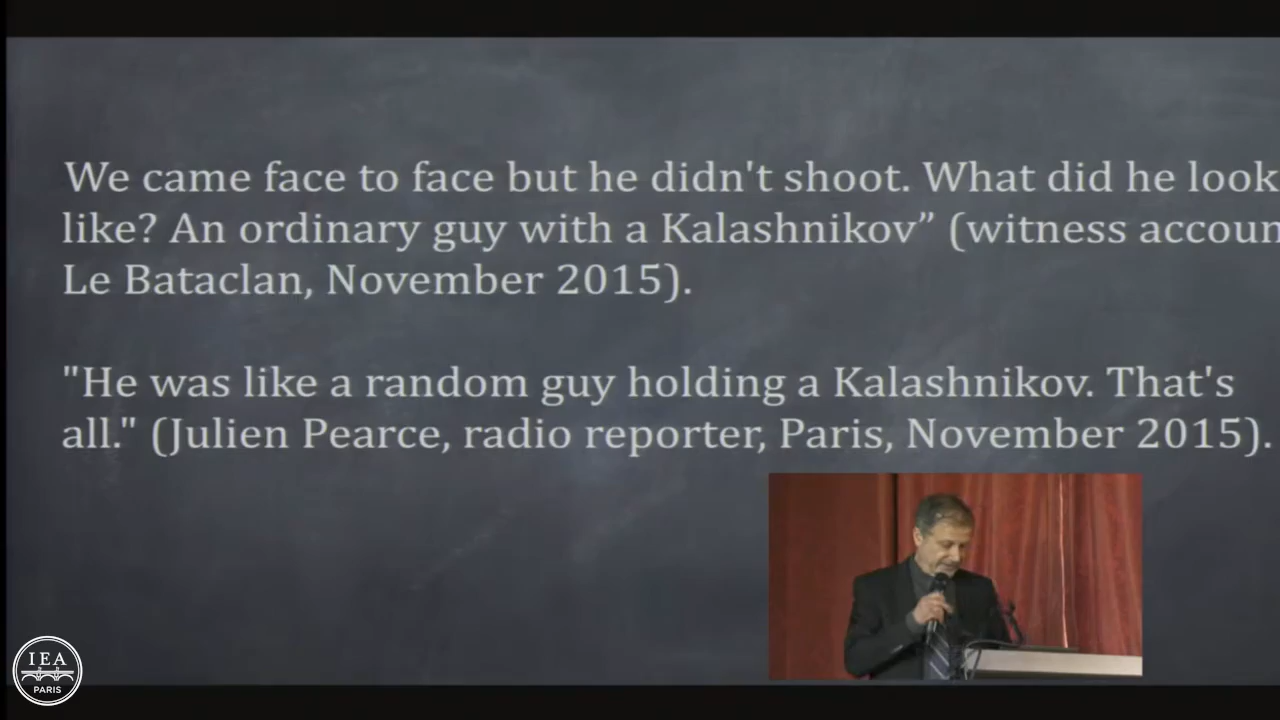 We came face to face but he didn't shoot. What did he look
like? An ordinary guy with a Kalashnikov” (witness accoun
Le Bataclan, November 2015).
"He was like a random guy holding a Kalashnikov. That's
all." (Julien Pearce, radio reporter, Paris, November 2015).
IEA
PARIS